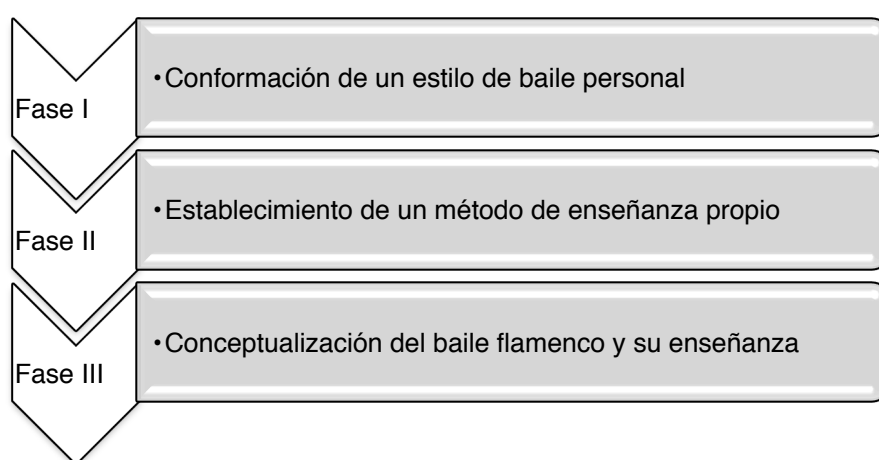 Fase I
•Conformación de un estilo de baile personal
Fase II
•Establecimiento de un método de enseñanza propio
Fase III
•Conceptualización del baile flamenco y su enseñanza